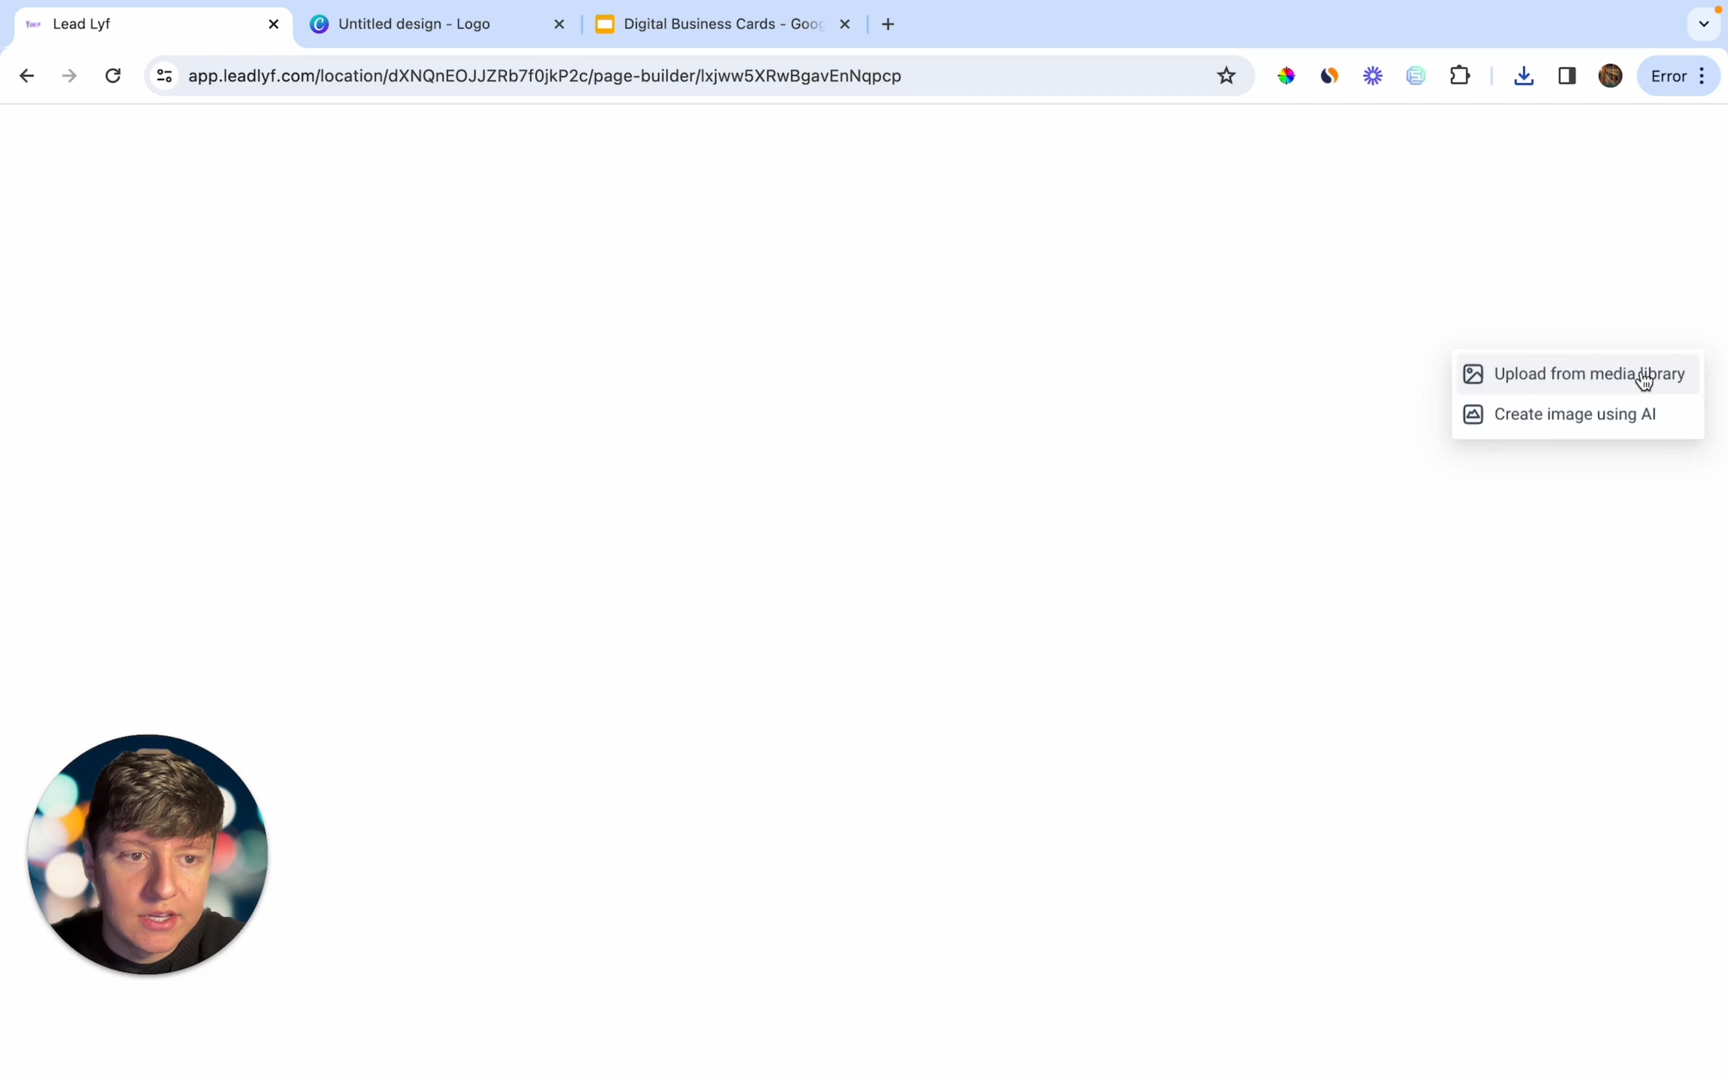 Lead Lyf
Untitled design - Logo
Digital Business Cards - Goog
app.leadlyf.com/location/dXNQnEOJJZRb7f0jkP2c/page-builder/lxjww5XRwBgavEnNqpcp
Error
Upload from media library
Create image using AI